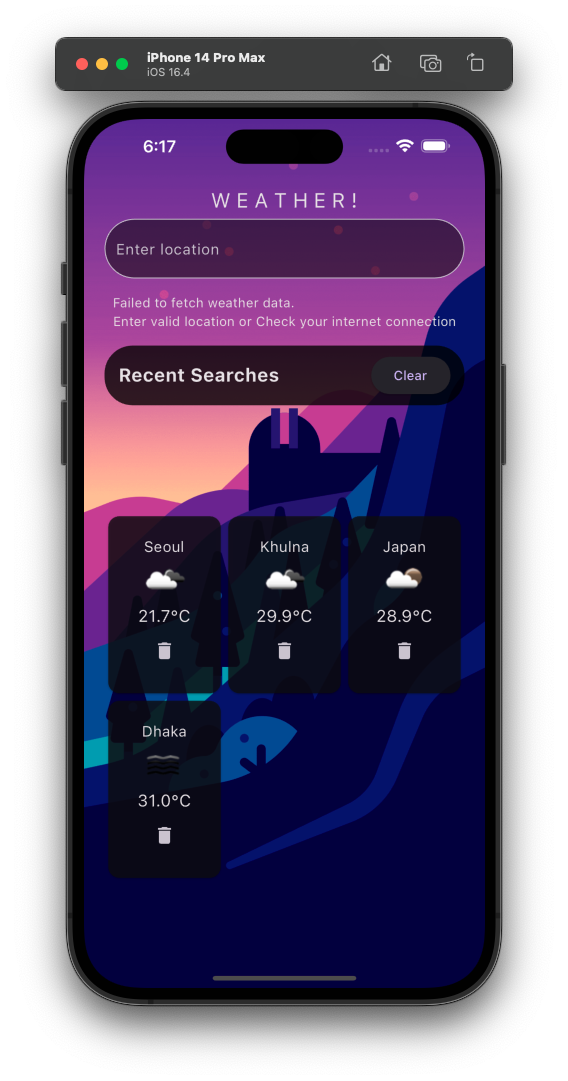 iPhone 14 Pro Max
iOS 16.4
6:17
WEATHER!
Enter location
Failed to fetch weather data.
Enter valid location or Check your internet connection
Recent Searches
Clear
Seoul
Khulna
Japan
21.7°C
29.9°C
28.9°C
Dhaka
31.0°C